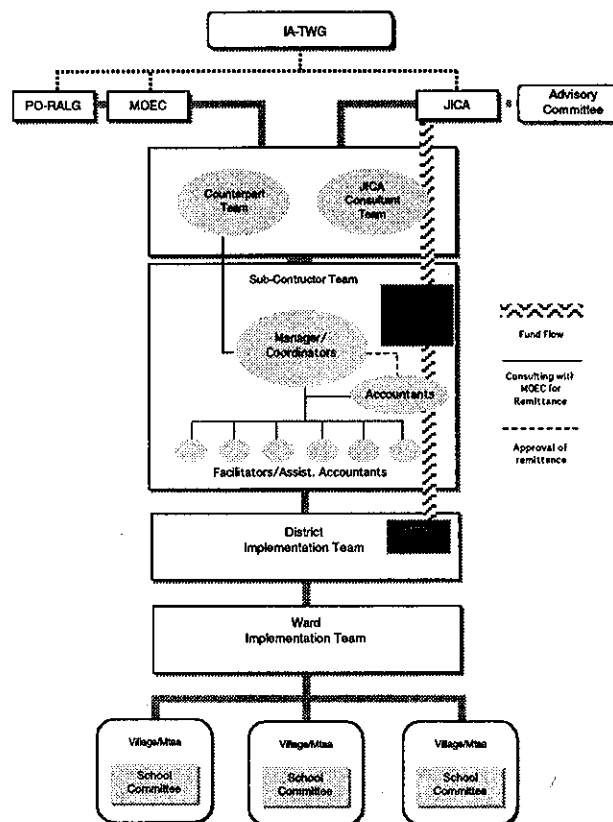 IA-TWG
PO-RALG
MOEC
JICA
Advisory
Committee
Counterpart
Team
JICA
Consultant
Team
Sub-Contructor Team
Manager/
Coordinators
Accountants
Facilitators/Assist. Accountants
Fund Flow
Consulting with
MOEC for
Remittance
Approval of
remittance
District
Implementation Team
Ward
Implementation Team
Village/Mtaa
School
Committee
Village/Mtaa
School
Committee
Village/Mtaa
School
Committee